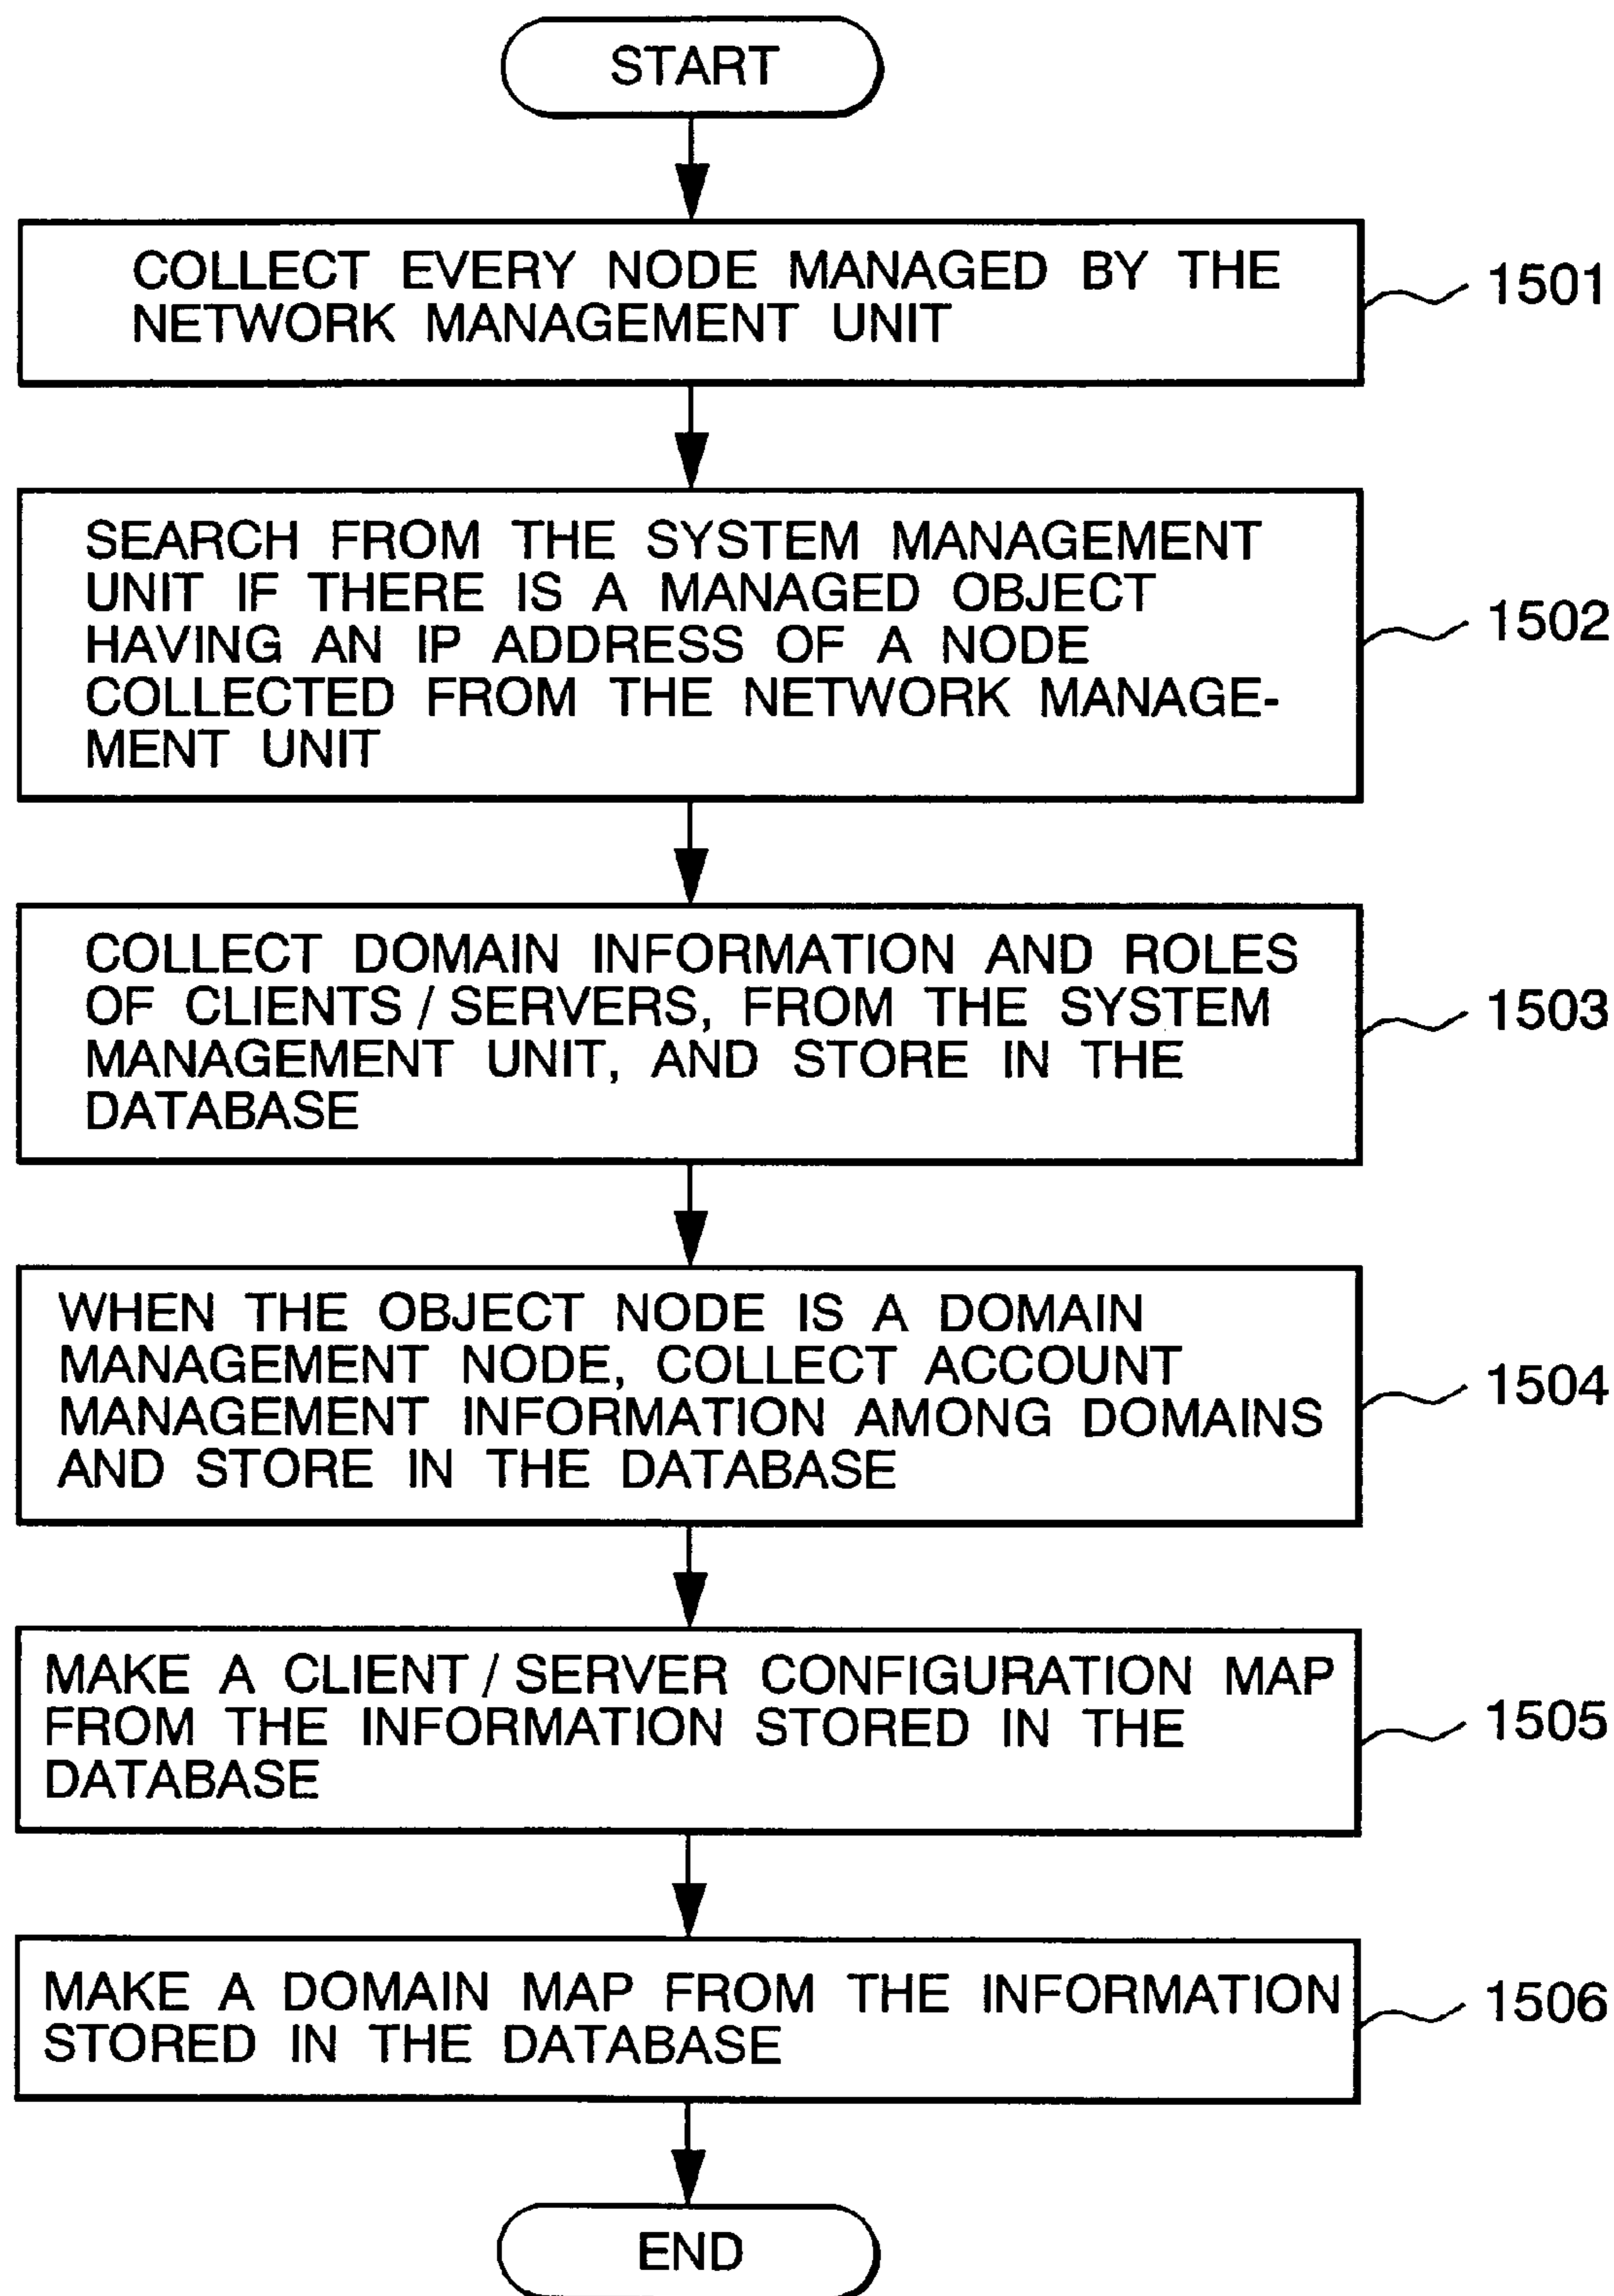 START
COLLECT EVERY NODE MANAGED BY THE
NETWORK MANAGEMENT UNIT
1501
SEARCH FROM THE SYSTEM MANAGEMENT
UNIT IF THERE IS A MANAGED OBJECT
HAVING AN IP ADDRESS OF A NODE
COLLECTED FROM THE NETWORK MANAGE-
MENT UNIT
1502
COLLECT DOMAIN INFORMATION AND ROLES
OF CLIENTS / SERVERS, FROM THE SYSTEM
MANAGEMENT UNIT, AND STORE IN THE
DATABASE
1503
WHEN THE OBJECT NODE IS A DOMAIN
MANAGEMENT NODE, COLLECT ACCOUNT
MANAGEMENT INFORMATION AMONG DOMAINS
AND STORE IN THE DATABASE
1504
MAKE A CLIENT / SERVER CONFIGURATION MAP
FROM THE INFORMATION STORED IN THE
DATABASE
1505
MAKE A DOMAIN MAP FROM THE INFORMATION
STORED IN THE DATABASE
1506
END